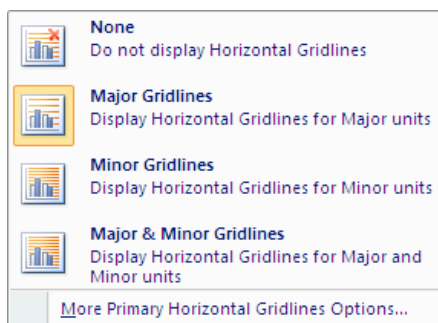 None
Do not display Horizontal Gridlines
Major Gridlines
Display Horizontal Gridlines for Major units
Minor Gridlines
Display Horizontal Gridlines for Minor units
Major & Minor Gridlines
Display Horizontal Gridlines for Major and
Minor units
More Primary Horizontal Gridlines Options...